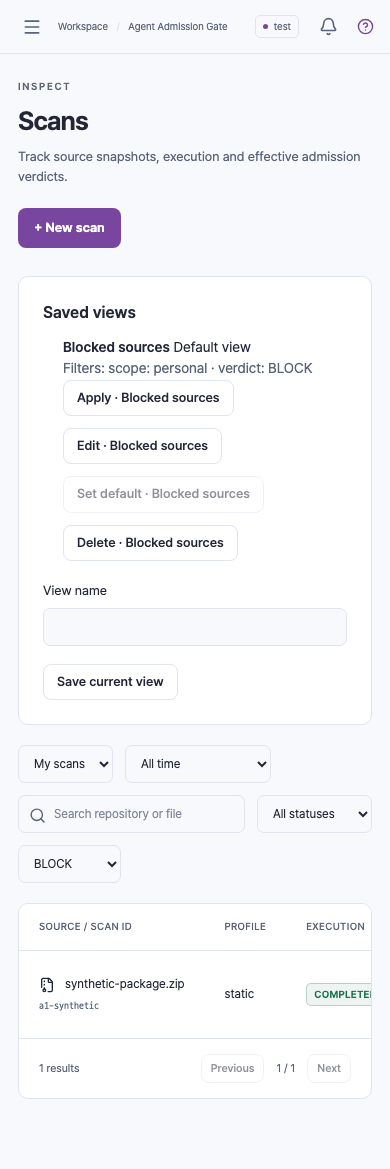 Workspace / Agent Admission Gate test
INSPECT
Scans
Track source snapshots, execution and effective admission
verdicts.
+ New scan
Saved views
Blocked sources Default view
Filters: scope: personal · verdict: BLOCK
Apply · Blocked sources
Edit · Blocked sources
Set default · Blocked sources
Delete · Blocked sources
View name
Save current view
My scans All time
Search repository or file All statuses
BLOCK
SOURCE / SCAN ID PROFILE EXECUTION
synthetic-package.zip static COMPLETE
a1-synthetic
1 results Previous 1 / 1 Next